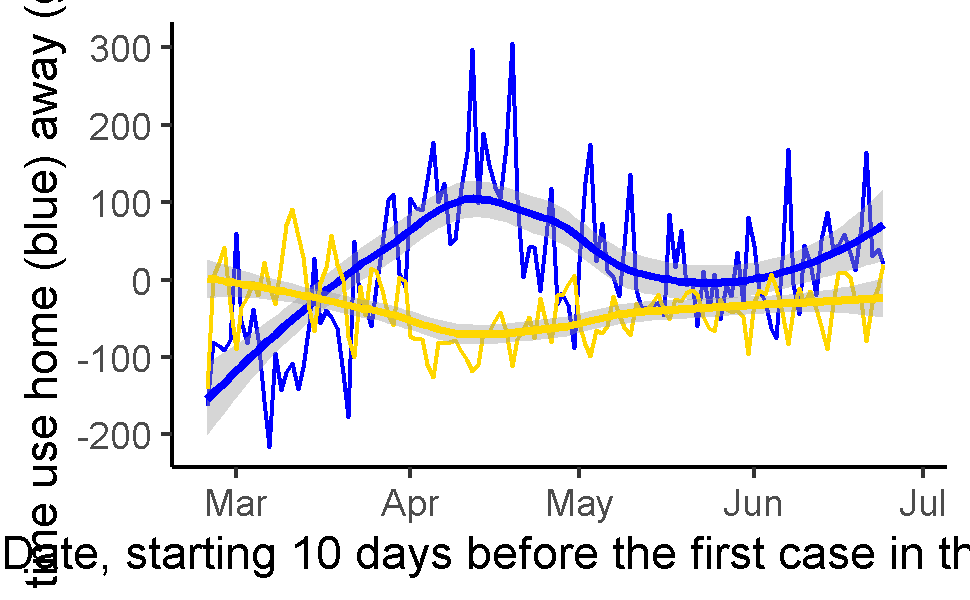 time use home (blue) away (
300
200
100
0
-100
-200
Mar Apr May Jun Jul
Date, starting 10 days before the first case in th